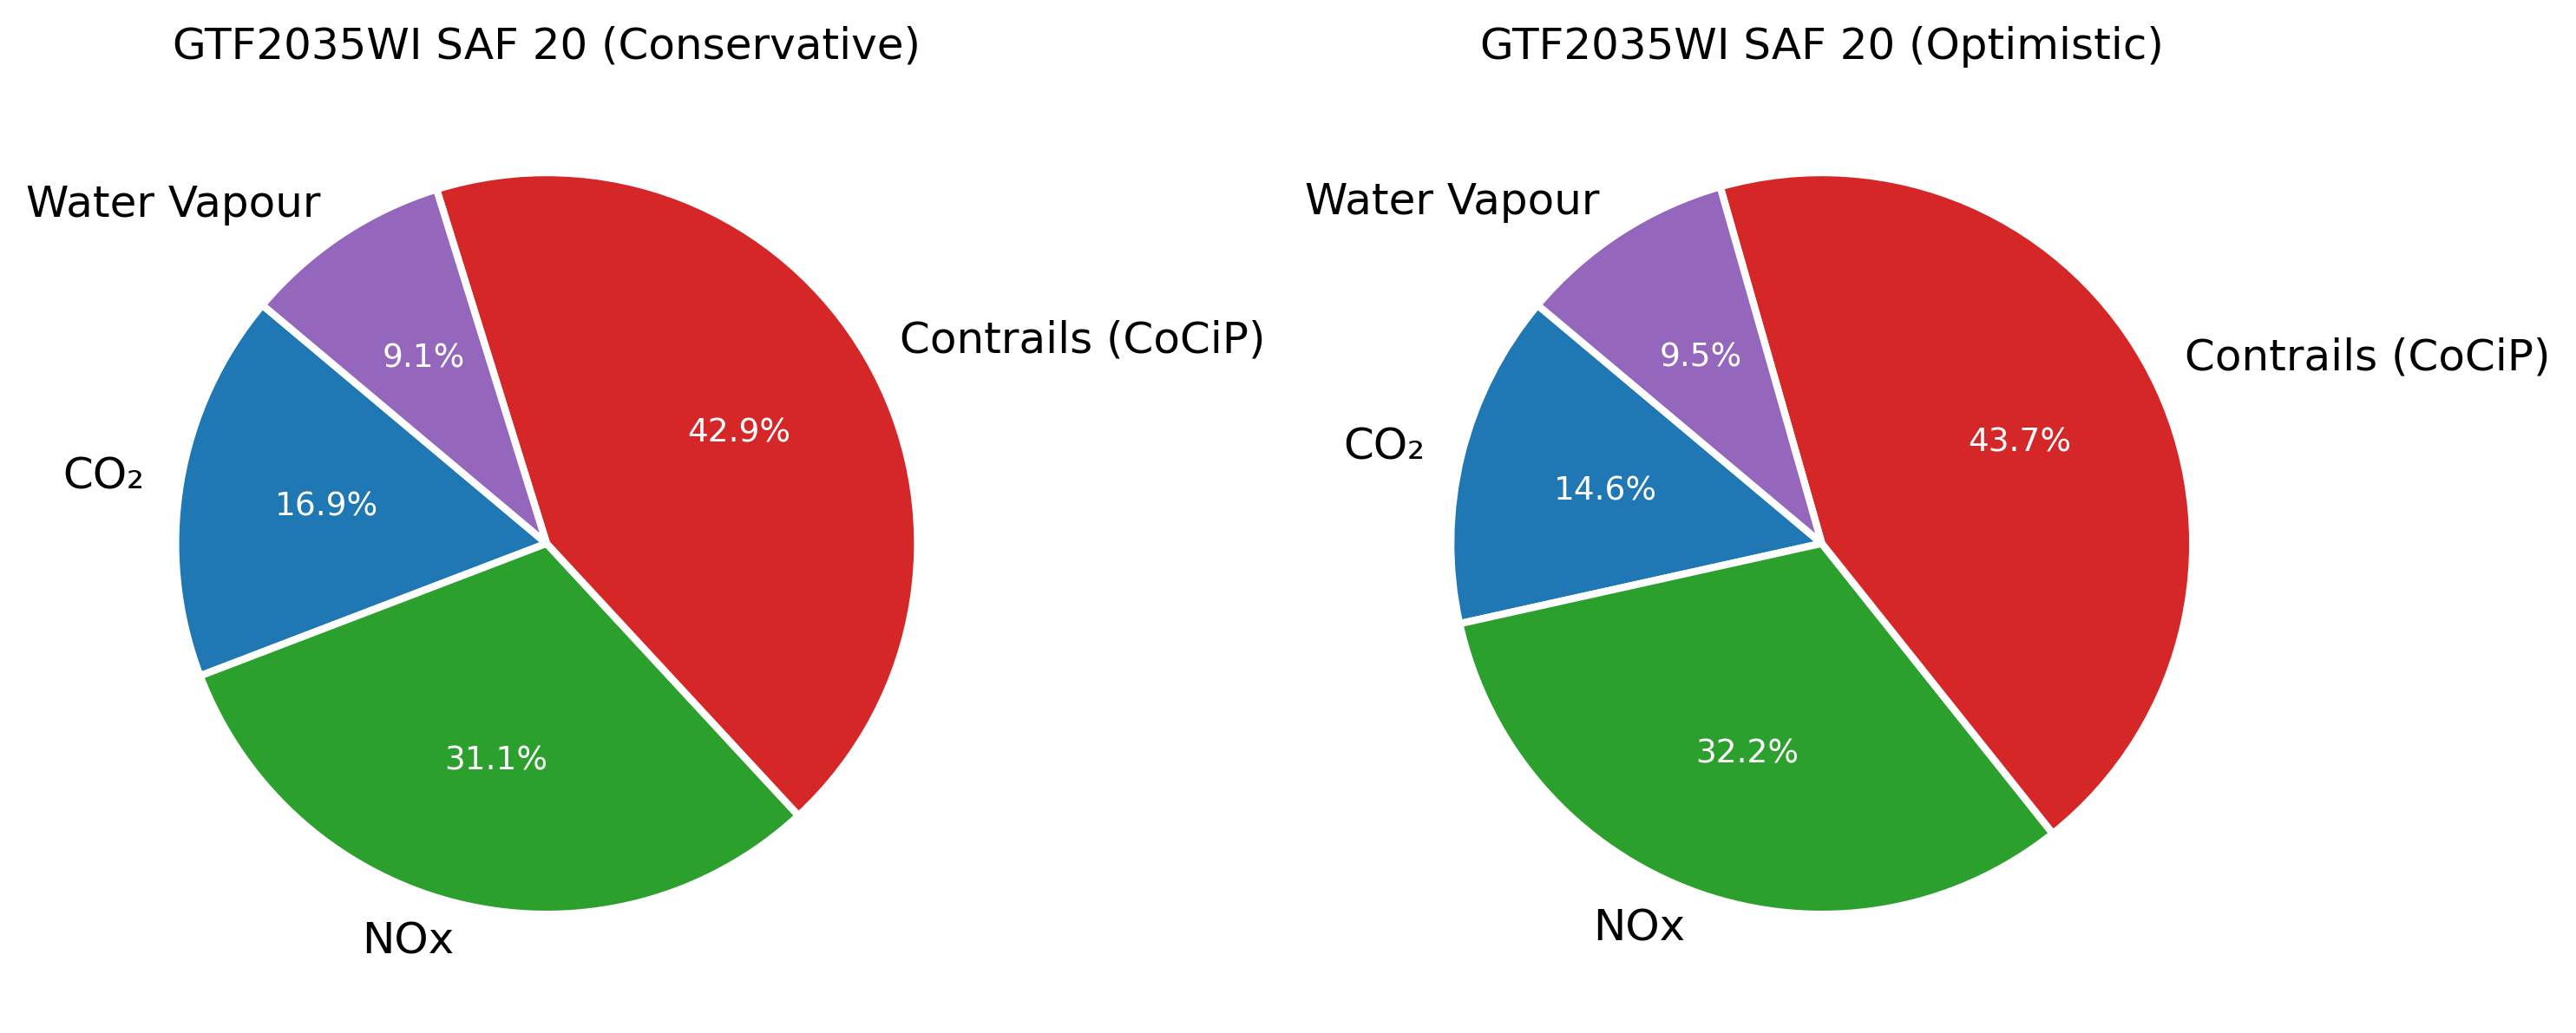 GTF2035WI SAF 20 (Conservative)
Water Vapour
9.1%
Contrails (CoCiP)
42.9%
CO₂
16.9%
31.1%
NOx
GTF2035WI SAF 20 (Optimistic)
Water Vapour
9.5%
Contrails (CoCiP)
43.7%
CO₂
14.6%
32.2%
NOx